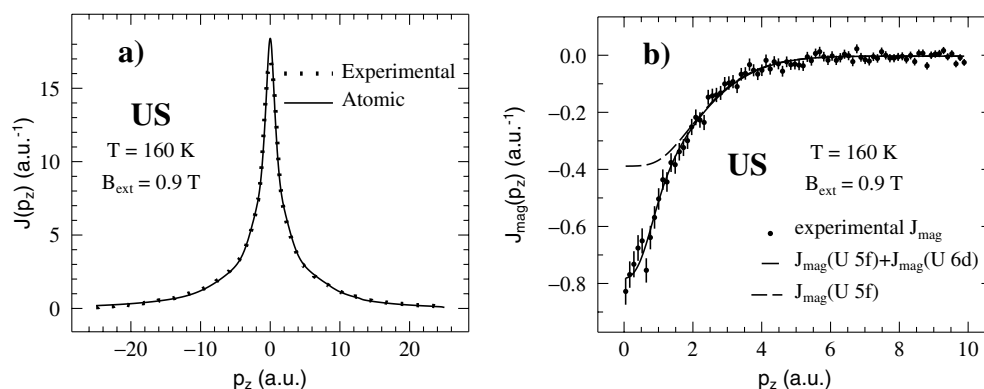 a)
US
T = 160 K
B_ext = 0.9 T
Experimental
Atomic
J(p_z) (a.u.⁻¹)
15
10
5
0
−20
−10
0
10
20
p_z (a.u.)
b)
US
T = 160 K
B_ext = 0.9 T
experimental J_mag
J_mag(U 5f)+J_mag(U 6d)
J_mag(U 5f)
J_mag(p_z) (a.u.⁻¹)
0.0
−0.2
−0.4
−0.6
−0.8
0
2
4
6
8
10
p_z (a.u.)